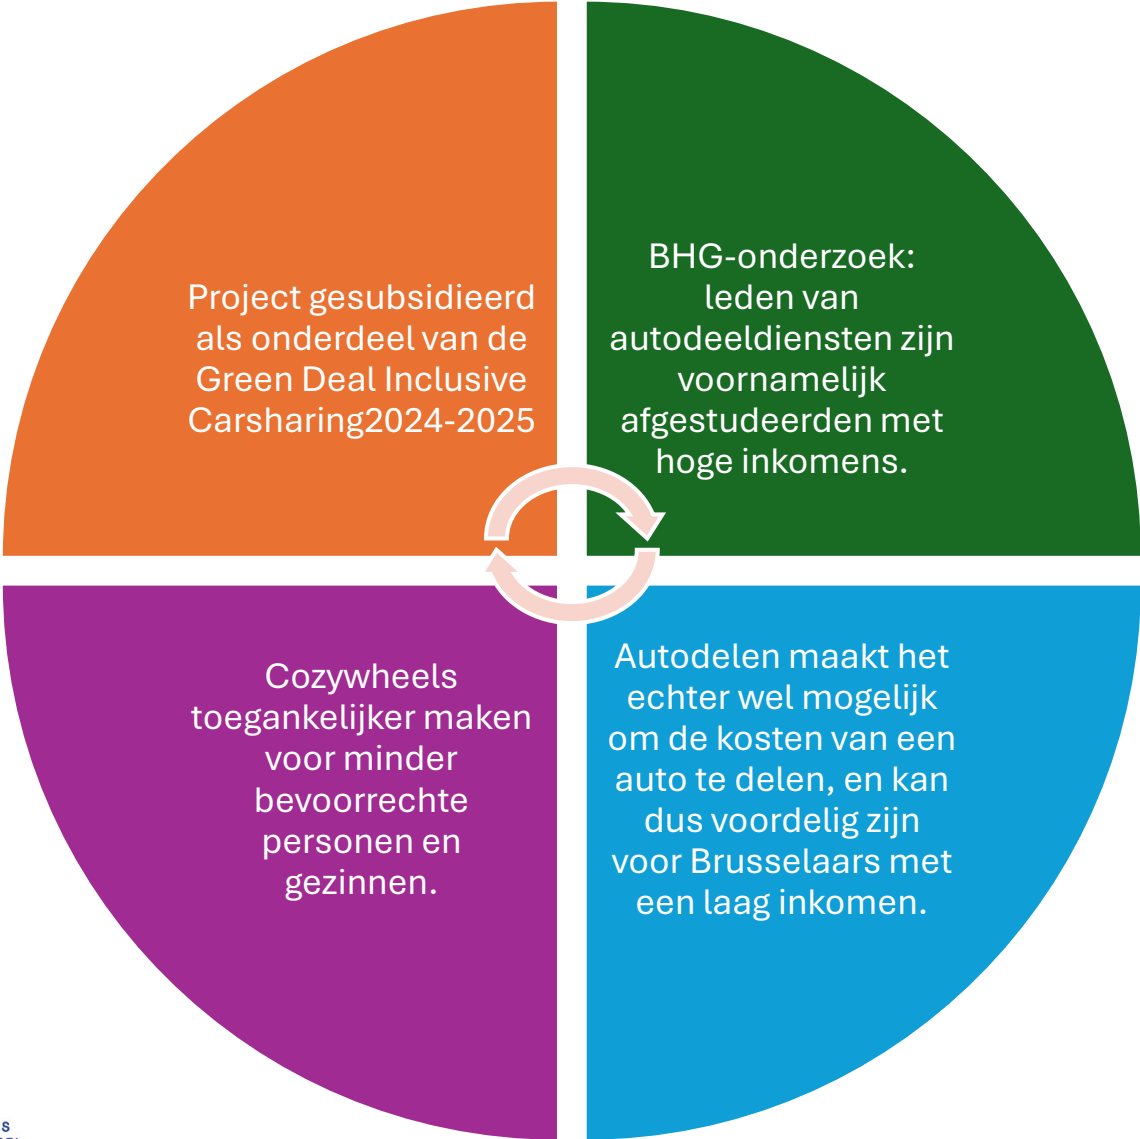 Project gesubsidieerd
als onderdeel van de
Green Deal Inclusive
Carsharing2024-2025
BHG-onderzoek:
leden van
autodeeldiensten zijn
voornamelijk
afgestudeerden met
hoge inkomens.
Autodelen maakt het
echter wel mogelijk
om de kosten van een
auto te delen, en kan
dus voordelig zijn
voor Brusselaars met
een laag inkomen.
Cozywheels
toegankelijker maken
voor minder
bevoorrechte
personen en
gezinnen.